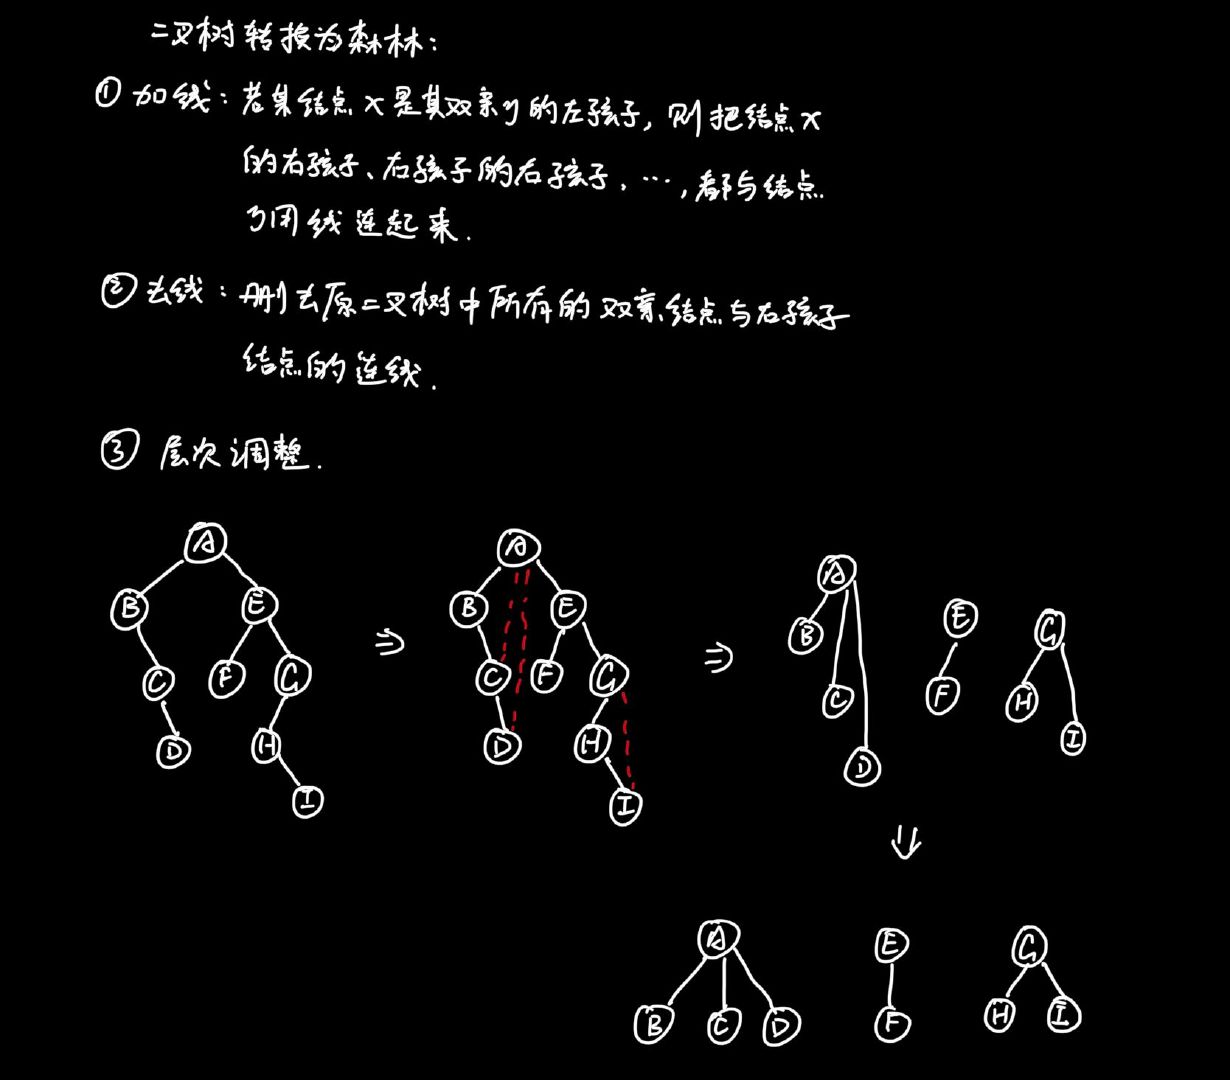 二叉树转换为森林:
① 加线: 若某结点x是其双亲y的左孩子, 则把结点x
的右孩子、右孩子的右孩子、…, 都与结点
y用线连起来.
② 去线: 删去原二叉树中所有的双亲结点与右孩子
结点的连线.
③ 层次调整.
A A
B E ⇒ B E ⇒ A E G
C F G C F G B F H
D H D H C I
I I D
⇓
A E G
B C D F H I